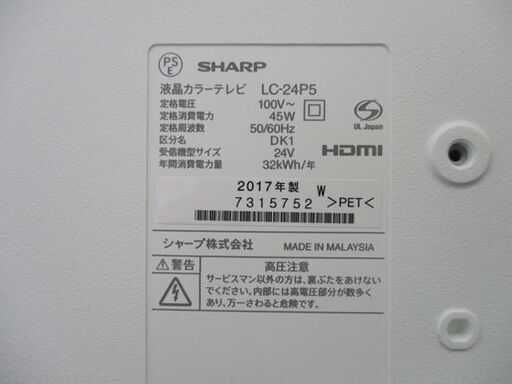 PSE SHARP
液晶カラーテレビ LC-24P5
定格電圧 100V～
定格消費電力 45W
定格周波数 50/60Hz
区分名 DK1
受信機型サイズ 24V
年間消費電力量 32kWh/年
UL Japan
HDMI
2017年製 W
7315752 >PET<
シャープ株式会社 MADE IN MALAYSIA
警告 高圧注意
サービスマン以外の方は、裏ぶたをあけないで
ください。内部には高電圧部分が数多く
あり、万一さわると危険です。